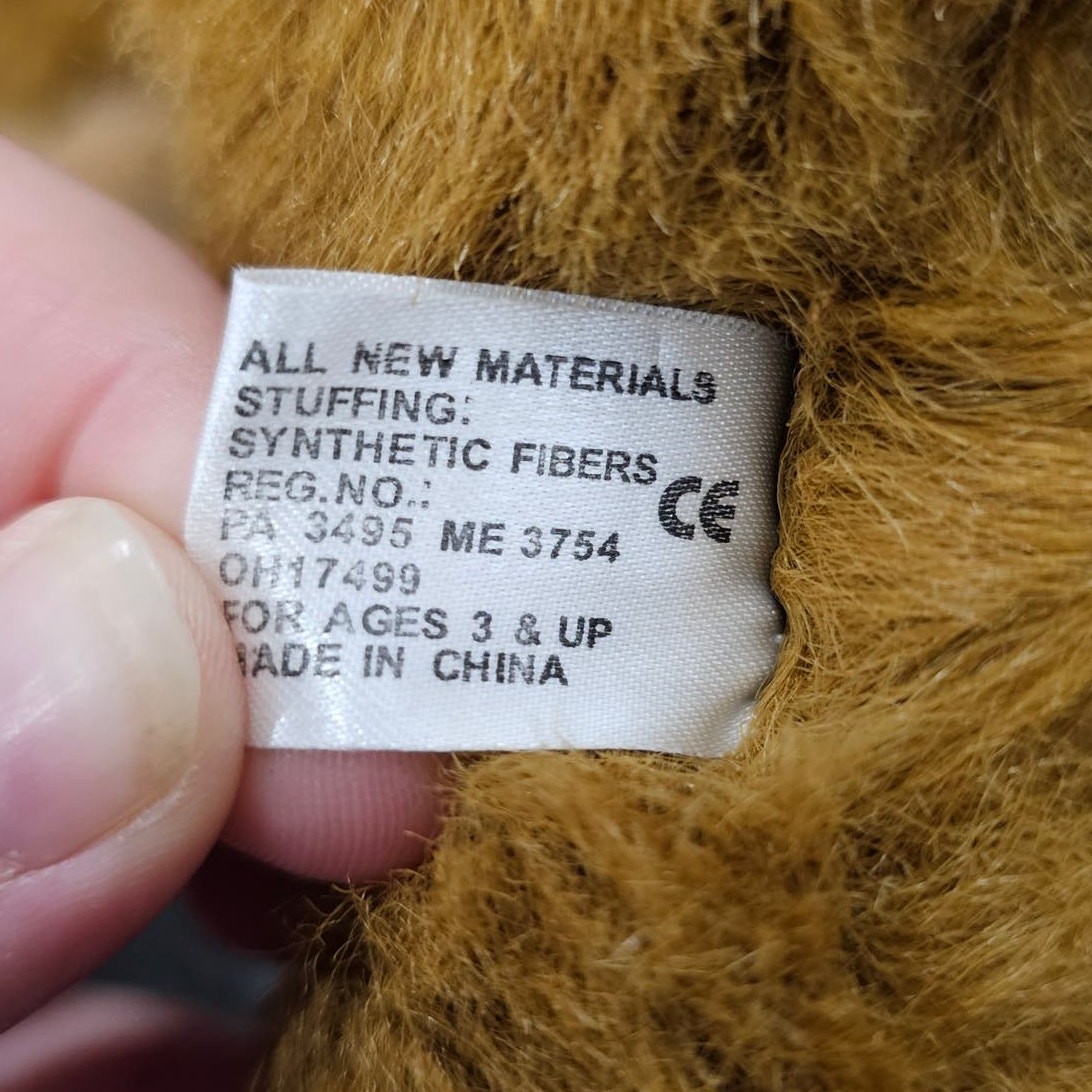 ALL NEW MATERIALS
STUFFING:
SYNTHETIC FIBERS
REG.NO.:
CE
PA 3495 ME 3754
OH17499
FOR AGES 3 & UP
MADE IN CHINA